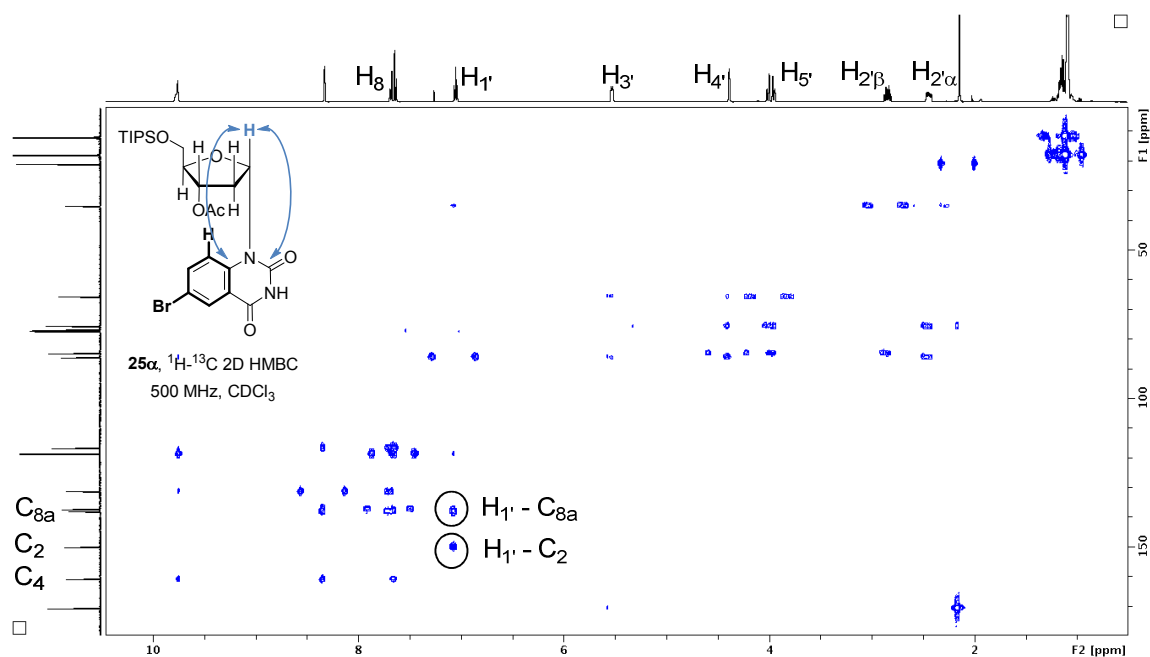 H8 H1' H3' H4' H5' H2'β H2'α
F1 [ppm]
50
100
150
TIPSO
H
H
H
O
H
H
OAc
H
H
N
O
NH
Br
O
25α, ¹H-¹³C 2D HMBC
500 MHz, CDCl₃
C8a
H1' - C8a
C2
H1' - C2
C4
10 8 6 4 2 F2 [ppm]